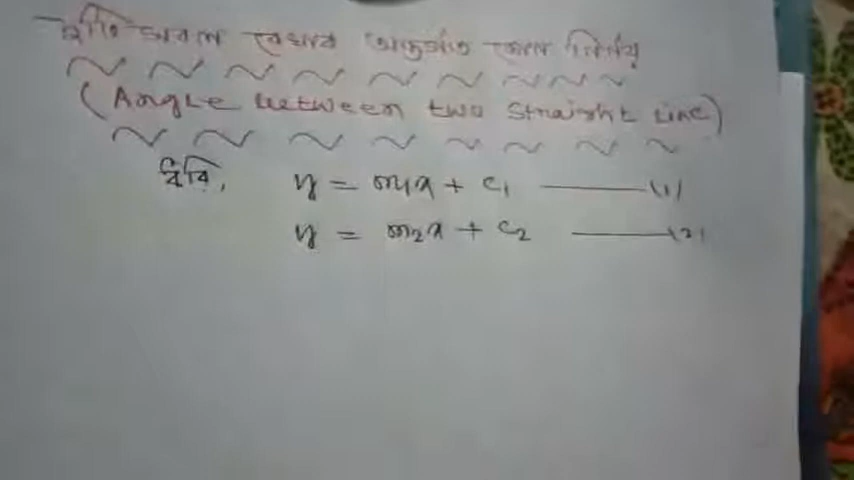 দুটি সরল রেখার অন্তর্গত কোণ নির্ণয়
(Angle between two Straight Line)
ধরি, y = m₁x + c₁ ——— (1)
y = m₂x + c₂ ——— (2)